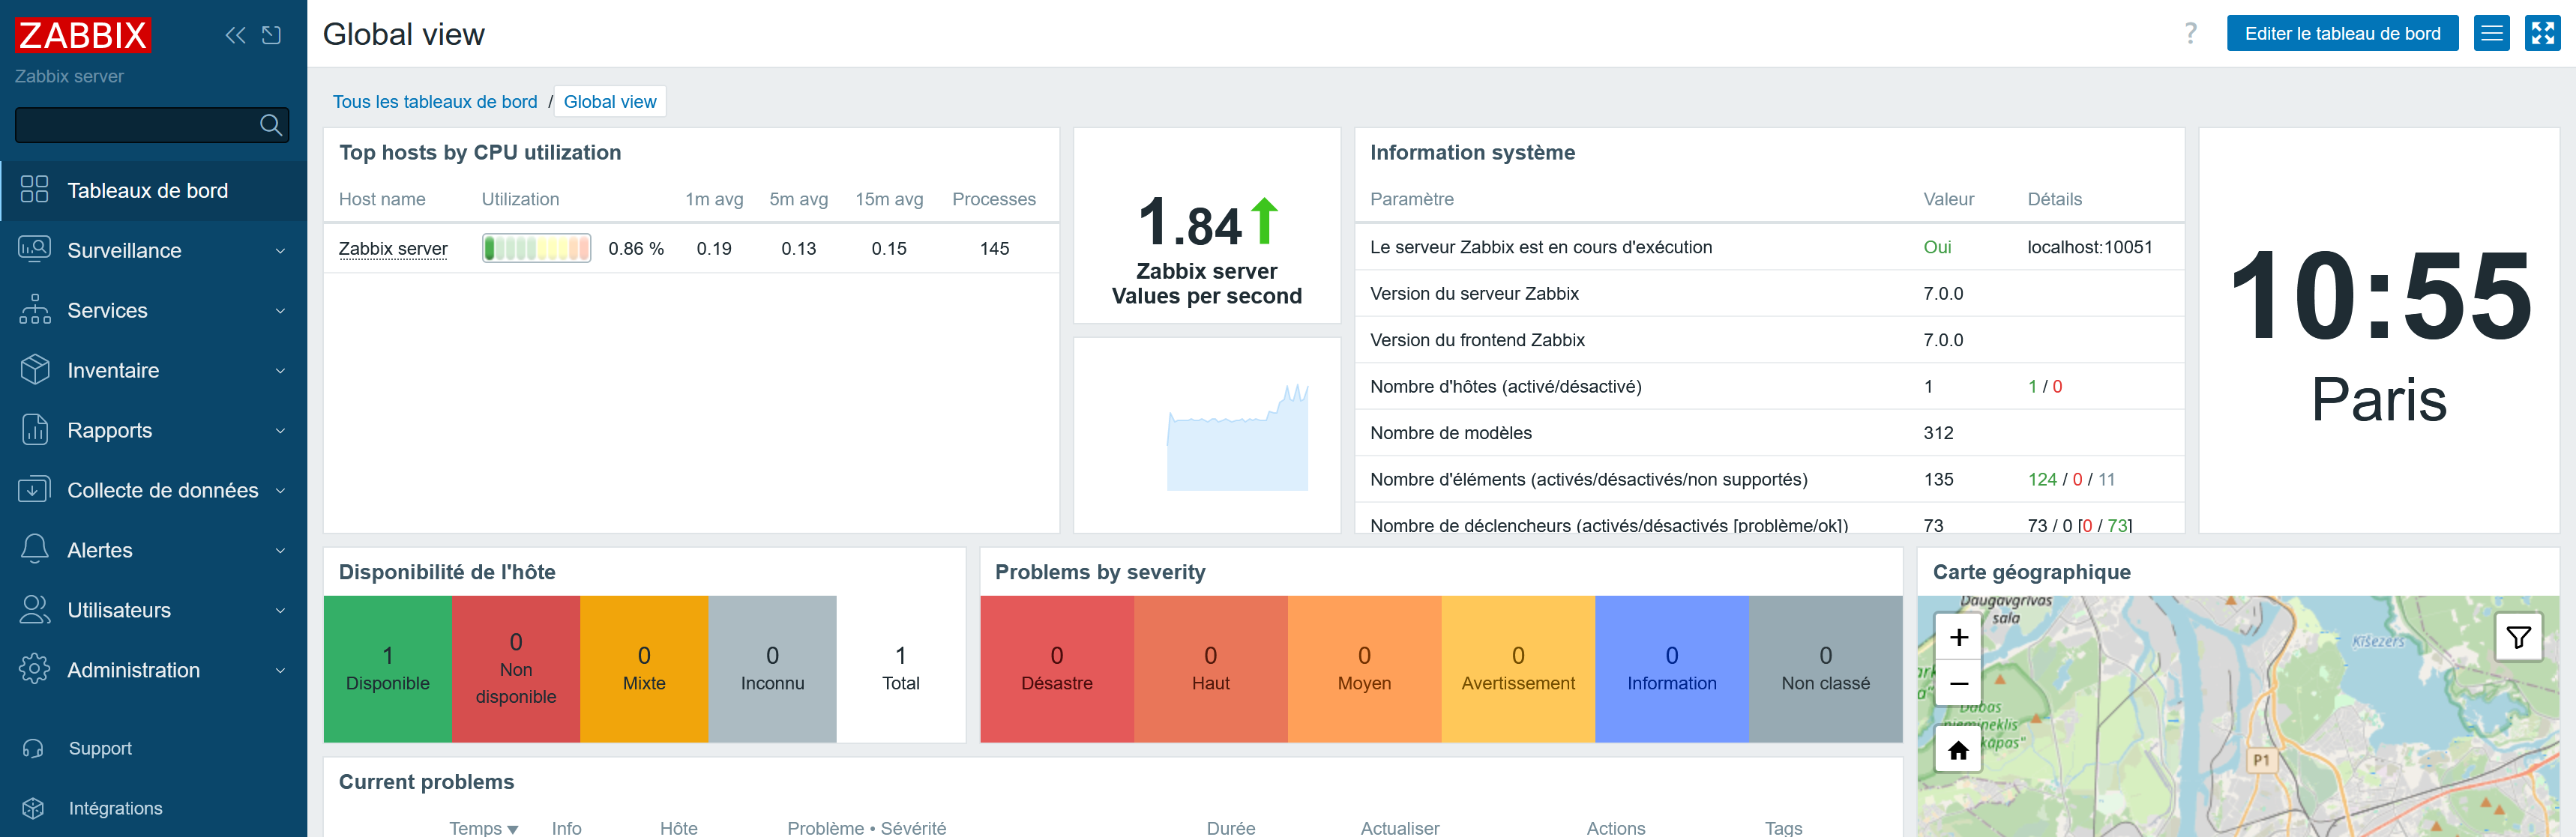 ZABBIX
Zabbix server
Tableaux de bord
Surveillance
Services
Inventaire
Rapports
Collecte de données
Alertes
Utilisateurs
Administration
Support
Intégrations
Global view
?
Editer le tableau de bord
Tous les tableaux de bord / Global view
Top hosts by CPU utilization
Host name Utilization 1m avg 5m avg 15m avg Processes
Zabbix server 0.86 % 0.19 0.13 0.15 145
1.84
Zabbix server
Values per second
Information système
Paramètre Valeur Détails
Le serveur Zabbix est en cours d'exécution Oui localhost:10051
Version du serveur Zabbix 7.0.0
Version du frontend Zabbix 7.0.0
Nombre d'hôtes (activé/désactivé) 1 1 / 0
Nombre de modèles 312
Nombre d'éléments (activés/désactivés/non supportés) 135 124 / 0 / 11
Nombre de déclencheurs (activés/désactivés [problème/ok]) 73 73 / 0 [0 / 73]
10:55
Paris
Disponibilité de l'hôte
1
Disponible
0
Non
disponible
0
Mixte
0
Inconnu
1
Total
Problems by severity
0
Désastre
0
Haut
0
Moyen
0
Avertissement
0
Information
0
Non classé
Carte géographique
Daugavgrīvas
sala
Ķīšezers
+
−
Dabas
piemineklis
kāpas"
P1
Current problems
Temps Info Hôte Problème • Sévérité Durée Actualiser Actions Tags